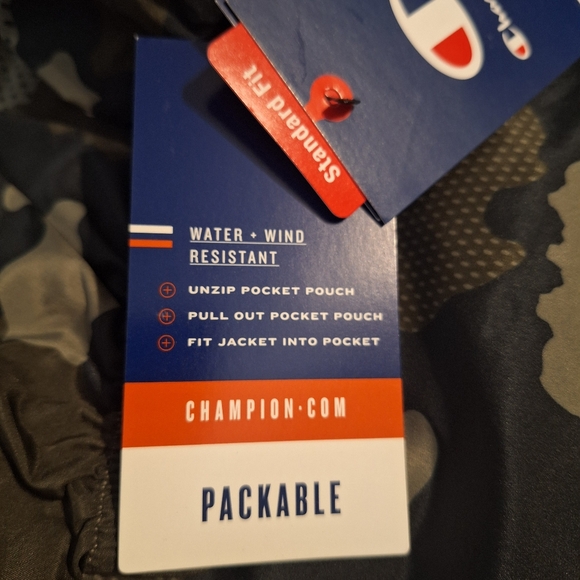 Champion
Standard Fit
WATER + WIND
RESISTANT
UNZIP POCKET POUCH
PULL OUT POCKET POUCH
FIT JACKET INTO POCKET
CHAMPION·COM
PACKABLE